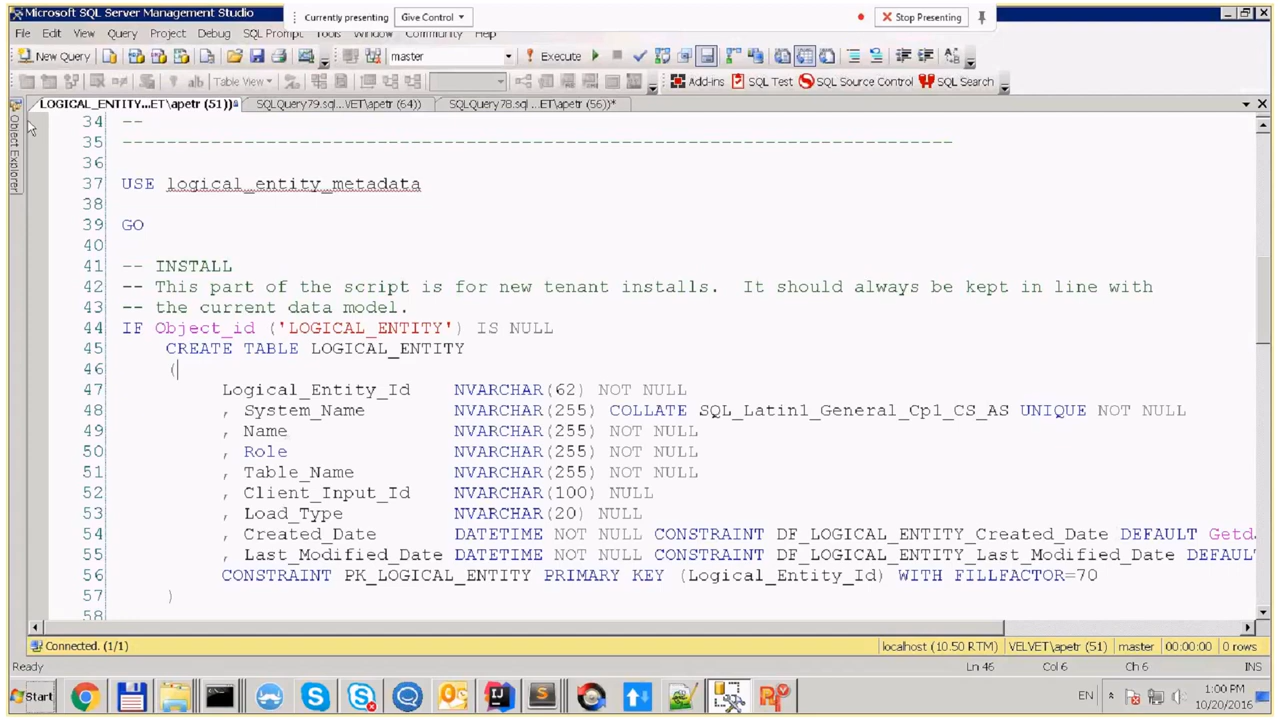 Microsoft SQL Server Management Studio
Currently presenting
Give Control
Stop Presenting
File Edit View Query Project Debug SQL Prompt Tools Window Community Help
New Query
master
Execute
Table View
Add-ins
SQL Test
SQL Source Control
SQL Search
LOGICAL_ENTITY...ET\apetr (51))
SQLQuery79.sql...VET\apetr (64))
SQLQuery78.sql ...ET\apetr (56))*
Object Explorer
34 --
35 ---------------------------------------------------------------------------
36
37 USE logical_entity_metadata
38
39 GO
40
41 -- INSTALL
42 -- This part of the script is for new tenant installs.  It should always be kept in line with
43 -- the current data model.
44 IF Object_id ('LOGICAL_ENTITY') IS NULL
45 CREATE TABLE LOGICAL_ENTITY
46 (
47 Logical_Entity_Id NVARCHAR(62) NOT NULL
48 , System_Name NVARCHAR(255) COLLATE SQL_Latin1_General_Cp1_CS_AS UNIQUE NOT NULL
49 , Name NVARCHAR(255) NOT NULL
50 , Role NVARCHAR(255) NOT NULL
51 , Table_Name NVARCHAR(255) NOT NULL
52 , Client_Input_Id NVARCHAR(100) NULL
53 , Load_Type NVARCHAR(20) NULL
54 , Created_Date DATETIME NOT NULL CONSTRAINT DF_LOGICAL_ENTITY_Created_Date DEFAULT Getd
55 , Last_Modified_Date DATETIME NOT NULL CONSTRAINT DF_LOGICAL_ENTITY_Last_Modified_Date DEFAUL
56 CONSTRAINT PK_LOGICAL_ENTITY PRIMARY KEY (Logical_Entity_Id) WITH FILLFACTOR=70
57 )
58
Connected. (1/1)
localhost (10.50 RTM) VELVET\apetr (51) master 00:00:00 0 rows
Ready
Ln 46 Col 6 Ch 6 INS
Start
EN
1:00 PM
10/20/2016